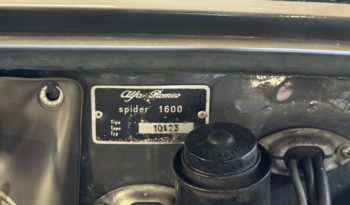 Alfa Romeo
spider 1600
Tipo
Type
Typ
10123